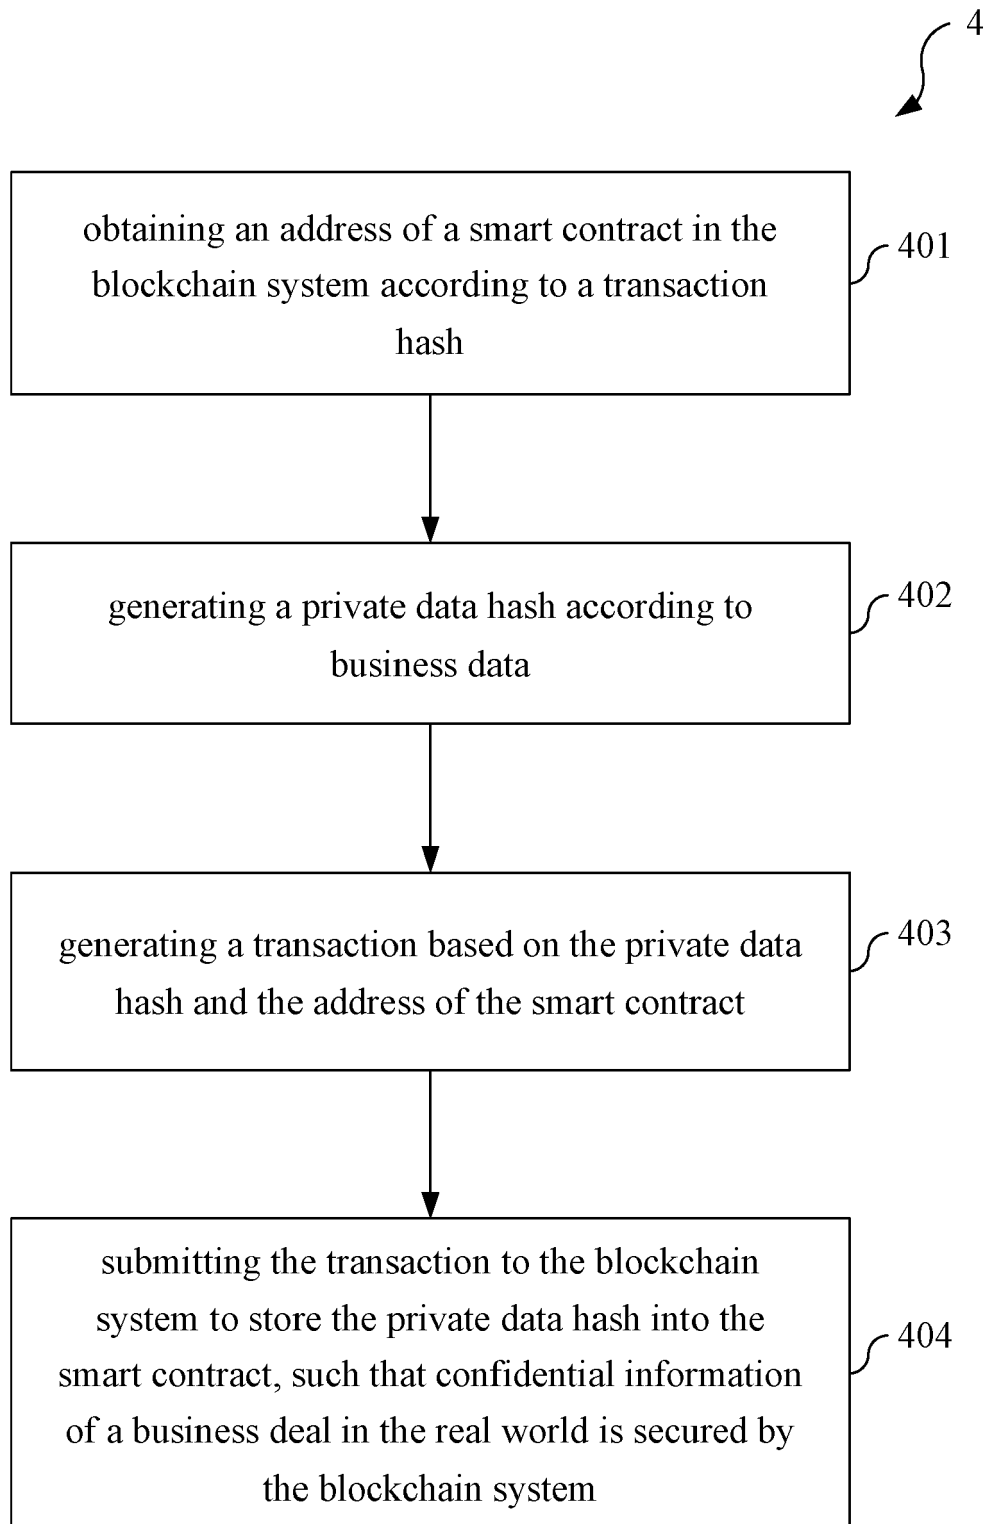 4
obtaining an address of a smart contract in the
blockchain system according to a transaction
hash
401
generating a private data hash according to
business data
402
generating a transaction based on the private data
hash and the address of the smart contract
403
submitting the transaction to the blockchain
system to store the private data hash into the
smart contract, such that confidential information
of a business deal in the real world is secured by
the blockchain system
404